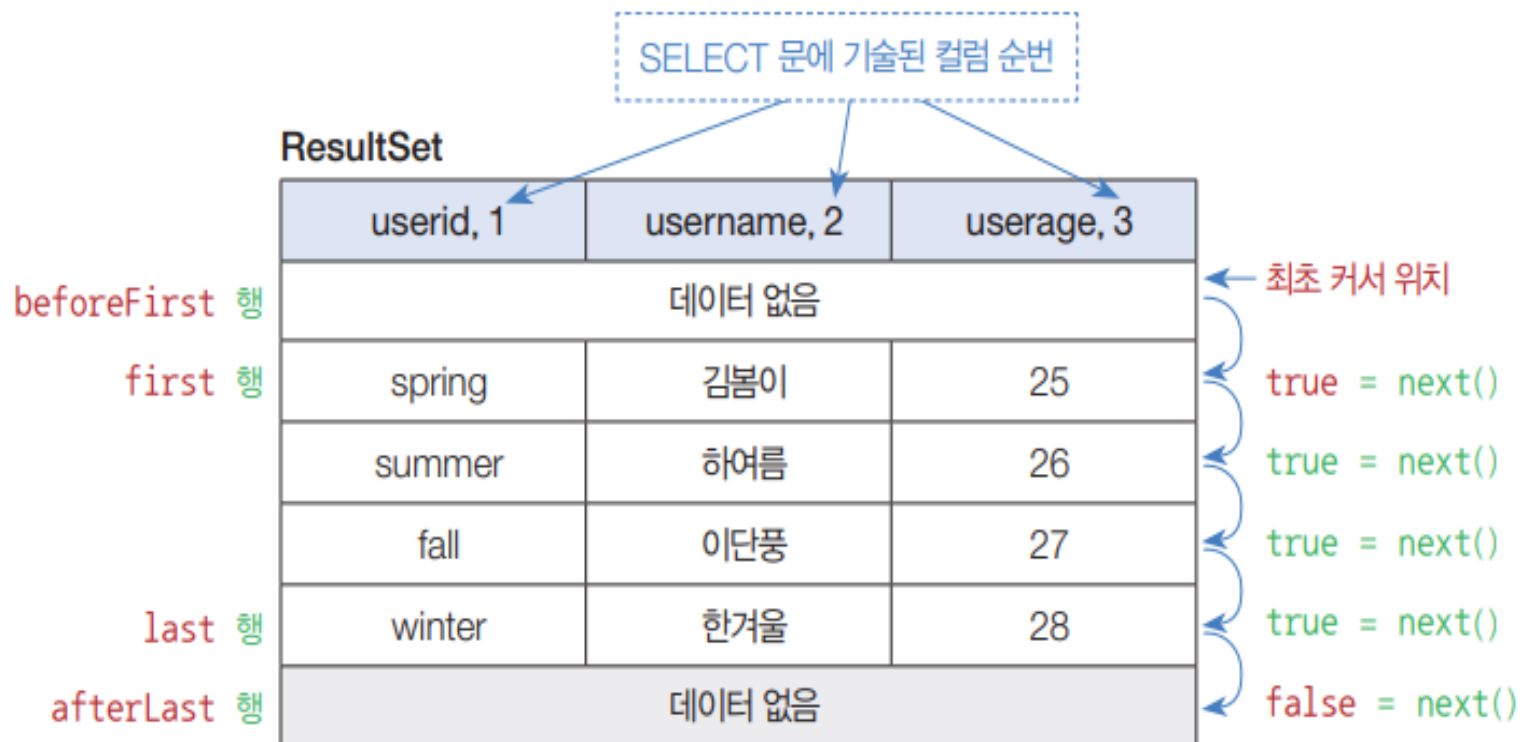 SELECT 문에 기술된 컬럼 순번
ResultSet
userid, 1 username, 2 userage, 3
최초 커서 위치
beforeFirst 행 데이터 없음
first 행 spring 김봄이 25 true = next()
summer 하여름 26 true = next()
fall 이단풍 27 true = next()
last 행 winter 한겨울 28 true = next()
afterLast 행 데이터 없음 false = next()